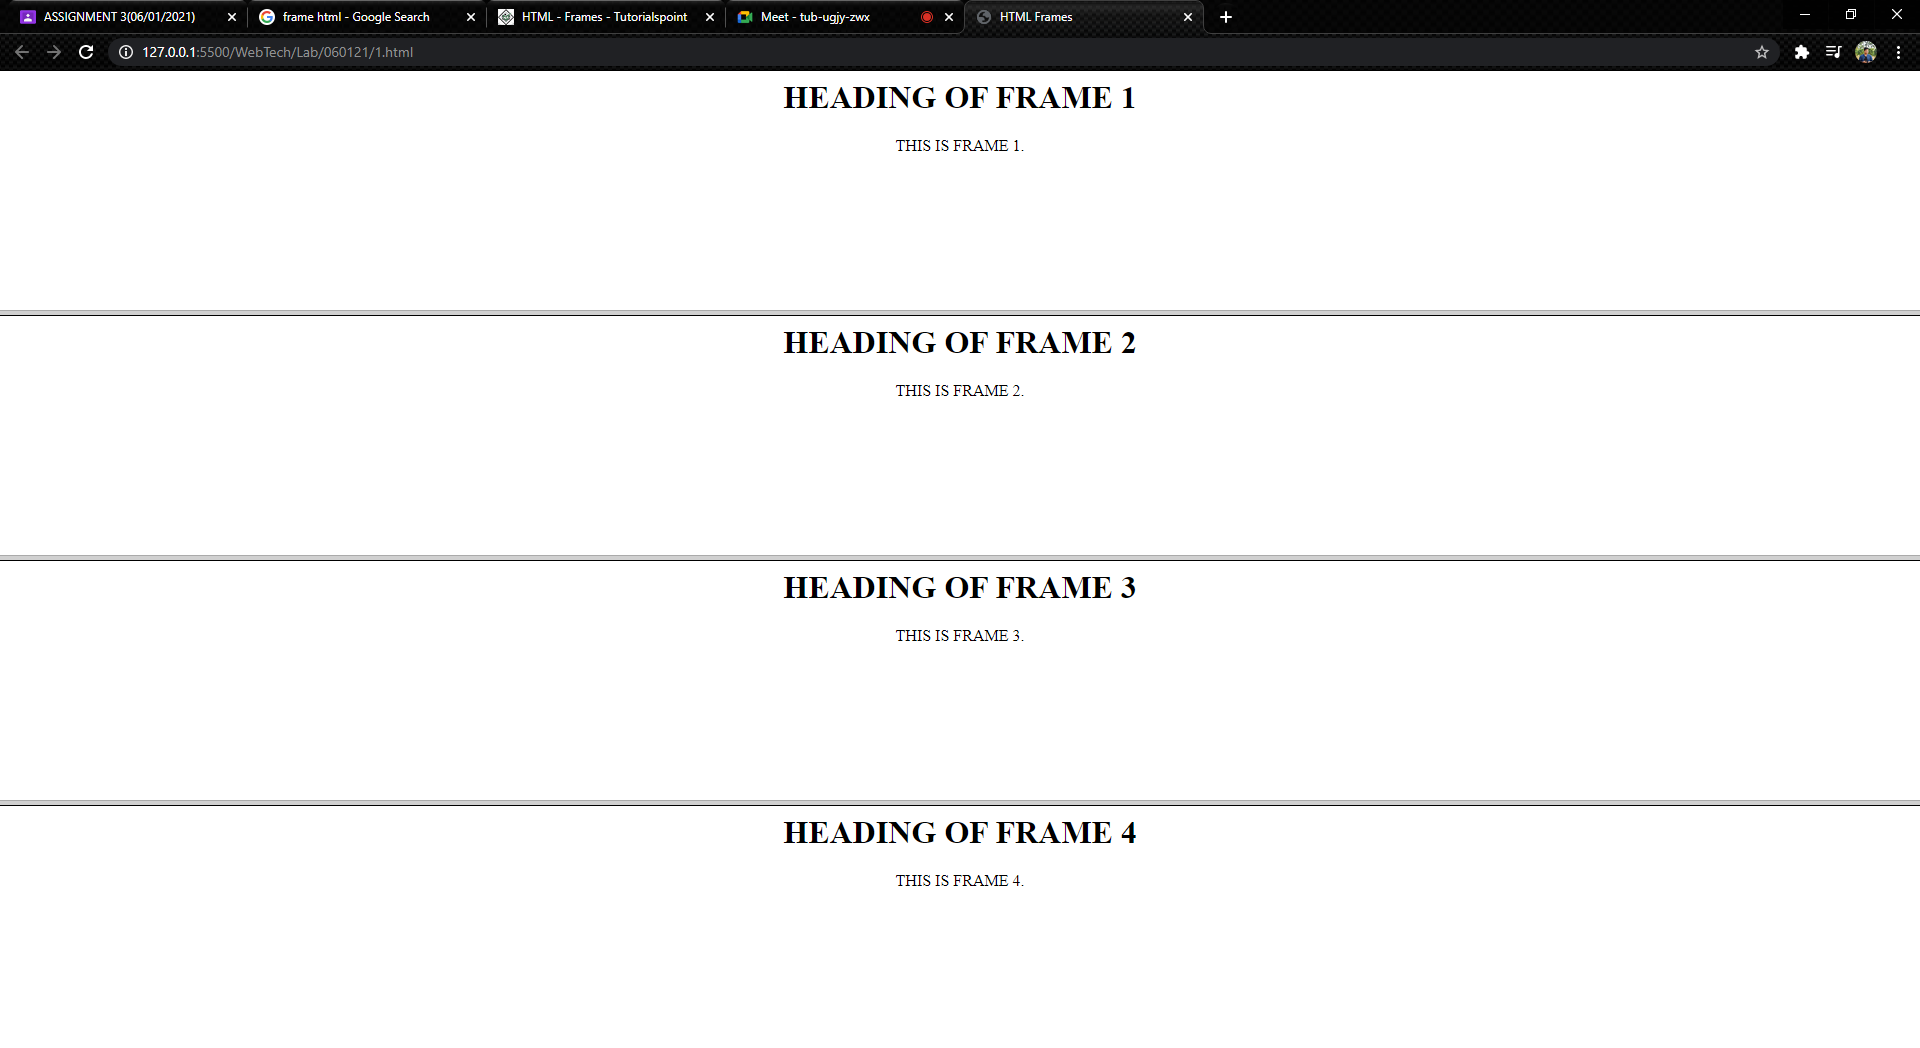 ASSIGNMENT 3(06/01/2021)
frame html - Google Search
HTML - Frames - Tutorialspoint
Meet - tub-ugjy-zwx
HTML Frames
127.0.0.1:5500/WebTech/Lab/060121/1.html
HEADING OF FRAME 1
THIS IS FRAME 1.
HEADING OF FRAME 2
THIS IS FRAME 2.
HEADING OF FRAME 3
THIS IS FRAME 3.
HEADING OF FRAME 4
THIS IS FRAME 4.